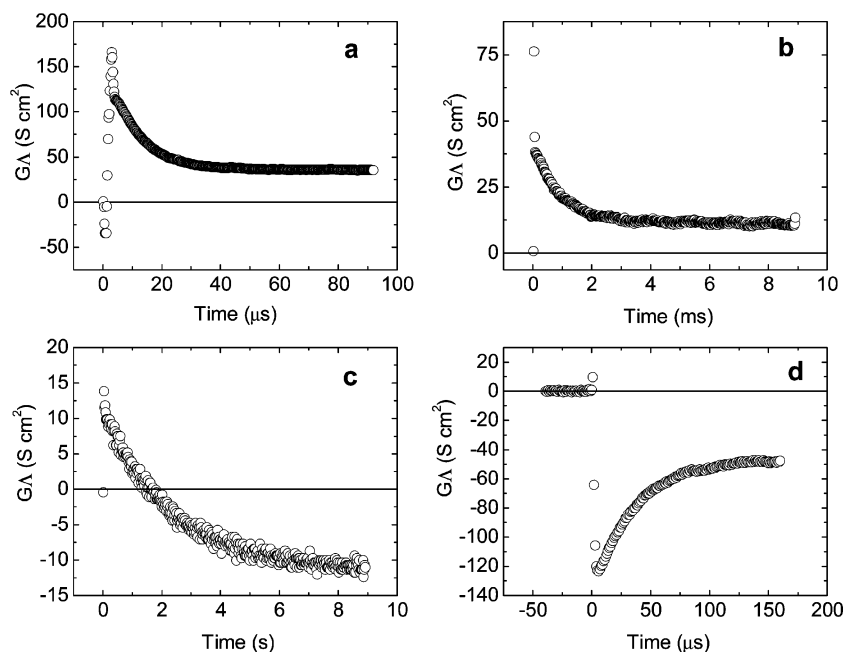 200
150
100
50
0
-50
GΛ (S cm²)
a
0 20 40 60 80 100
Time (μs)
75
50
25
0
GΛ (S cm²)
b
0 2 4 6 8 10
Time (ms)
20
15
10
5
0
-5
-10
-15
GΛ (S cm²)
c
0 2 4 6 8 10
Time (s)
20
0
-20
-40
-60
-80
-100
-120
-140
GΛ (S cm²)
d
-50 0 50 100 150 200
Time (μs)